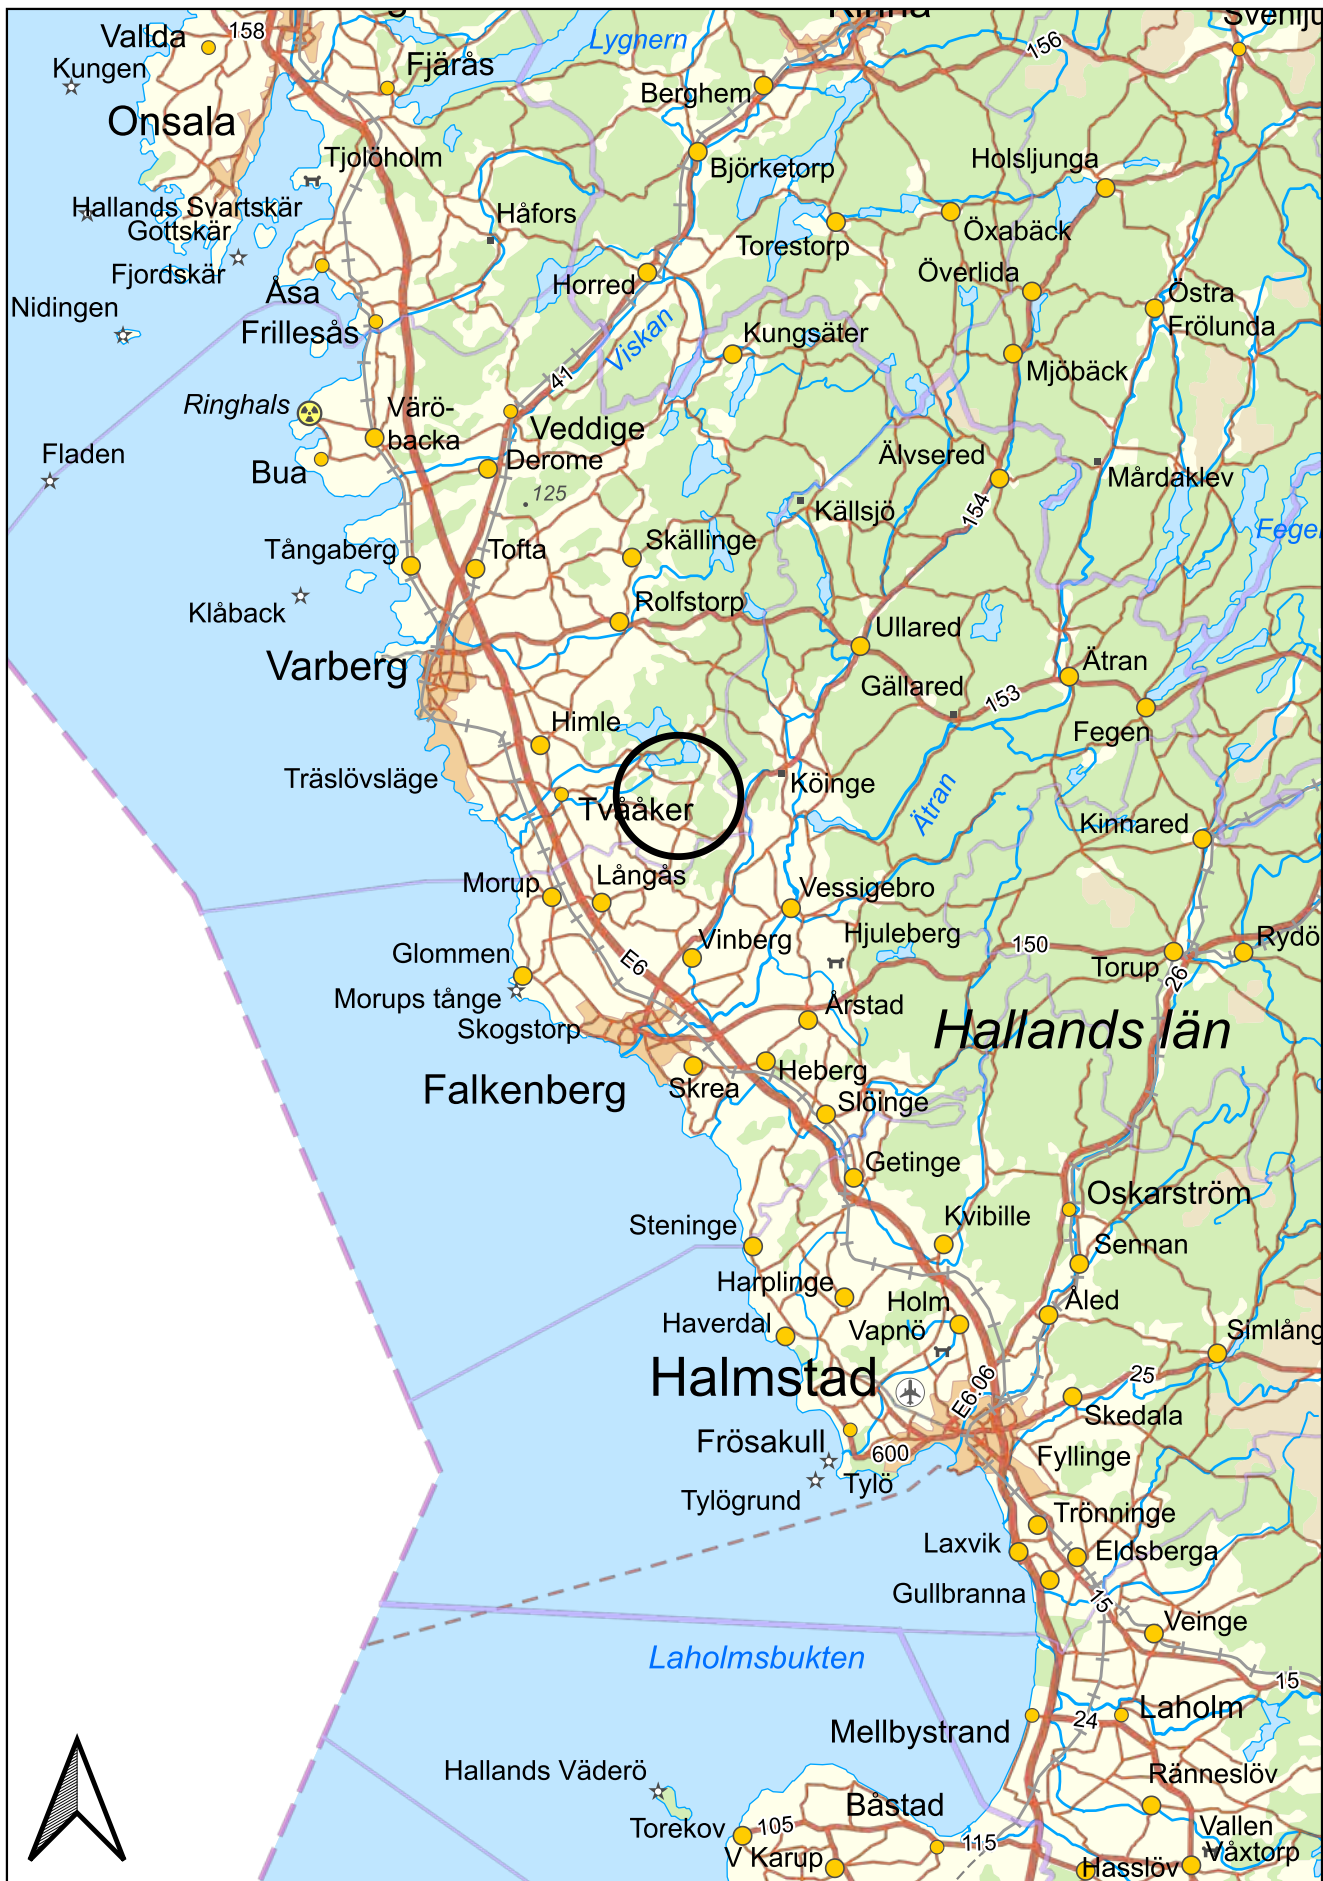 158
Vallda
Kungen
Onsala
Fjärås
Lygnern
Kinna
156
Berghem
Björketorp
Holsljunga
Tjolöholm
Hallands Svartskär
Gottskär
Fjordskär
Håfors
Torestorp
Öxabäck
Överlida
Åsa
Nidingen
Frillesås
Horred
Viskan
Kungsäter
Östra
Frölunda
Mjöbäck
41
Ringhals
Värö-
backa
Veddige
Fladen
Bua
Derome
125
Älvsered
Mårdaklev
154
Källsjö
Tångaberg
Tofta
Skällinge
Klåback
Rolfstorp
Ullared
Varberg
Ätran
Gällared
153
Fegen
Himle
Träslövsläge
Tvååker
Köinge
Ätran
Kinnared
Morup
Långås
Vessigebro
Glommen
E6
Vinberg
Hjuleberg
150
Torup
26
Rydö
Morups tånge
Skogstorp
Årstad
Hallands län
Falkenberg
Skrea
Heberg
Slöinge
Getinge
Oskarström
Steninge
Kvibille
Sennan
Harplinge
Holm
Åled
Haverdal
Vapnö
Simlång
Halmstad
E6.06
25
Skedala
Frösakull
600
Fyllinge
Tylögrund
Tylö
Trönninge
Laxvik
Eldsberga
Gullbranna
15
Veinge
Laholmsbukten
15
Mellbystrand
24
Laholm
Hallands Väderö
Ränneslöv
Båstad
Torekov
105
Vallen
V Karup
115
Våxtorp
Hasslöv